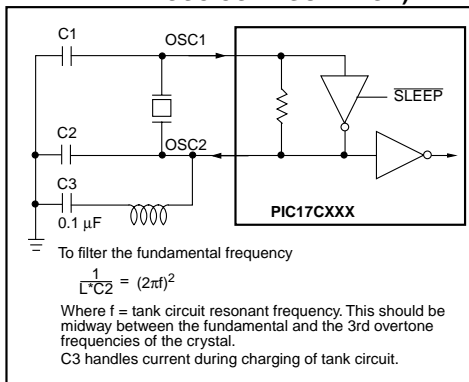 C1
OSC1
SLEEP
C2
OSC2
C3
0.1 µF
PIC17CXXX
To filter the fundamental frequency
1
L*C2 = (2πf)2
Where f = tank circuit resonant frequency. This should be
midway between the fundamental and the 3rd overtone
frequencies of the crystal.
C3 handles current during charging of tank circuit.